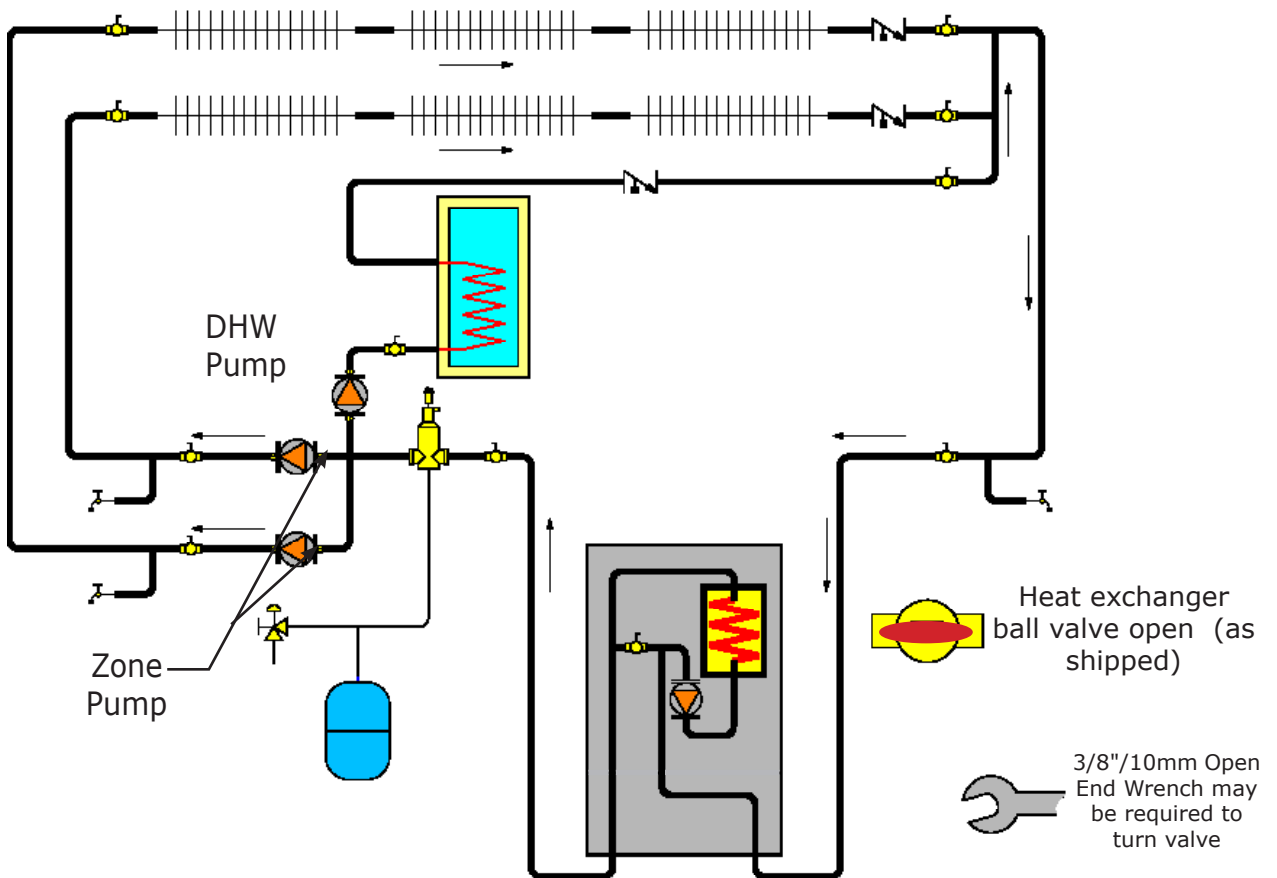 DHW
Pump
Zone
Pump
Heat exchanger
ball valve open (as
shipped)
3/8"/10mm Open
End Wrench may
be required to
turn valve